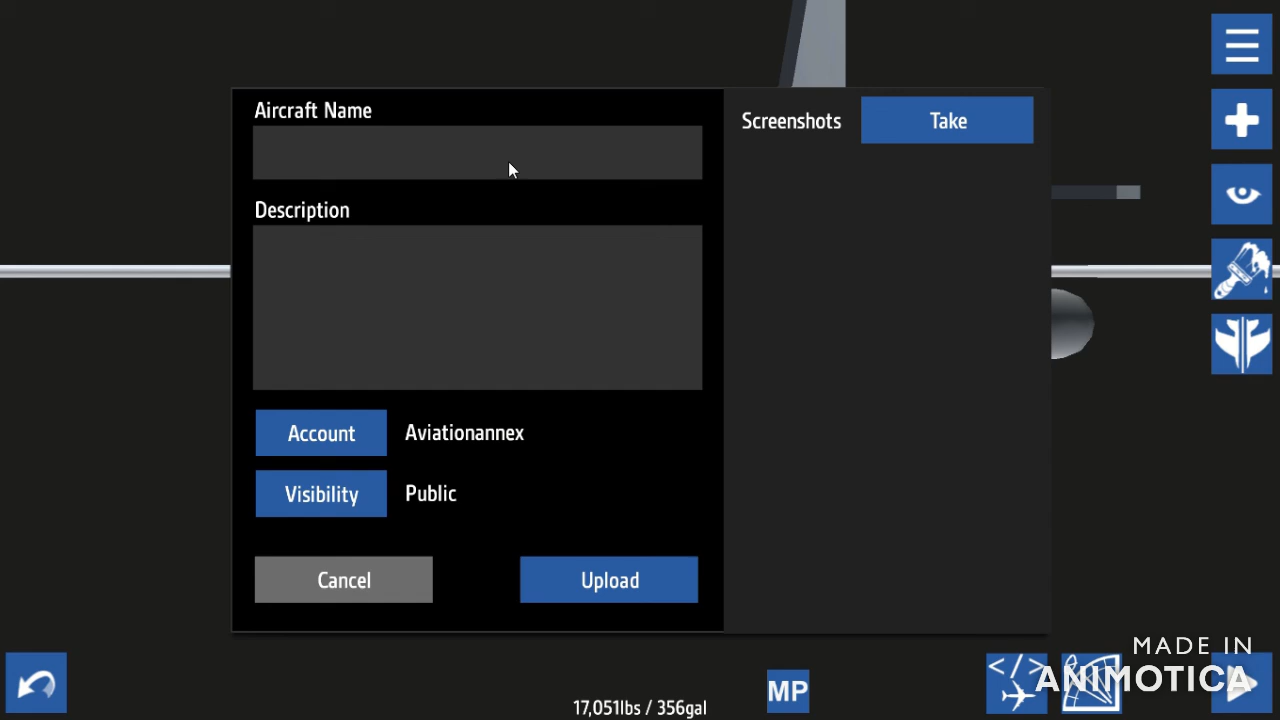 Aircraft Name
Screenshots
Take
Description
Account
Aviationannex
Visibility
Public
Cancel
Upload
MADE IN
ANIMOTICA
17,051lbs / 356gal
MP
</>